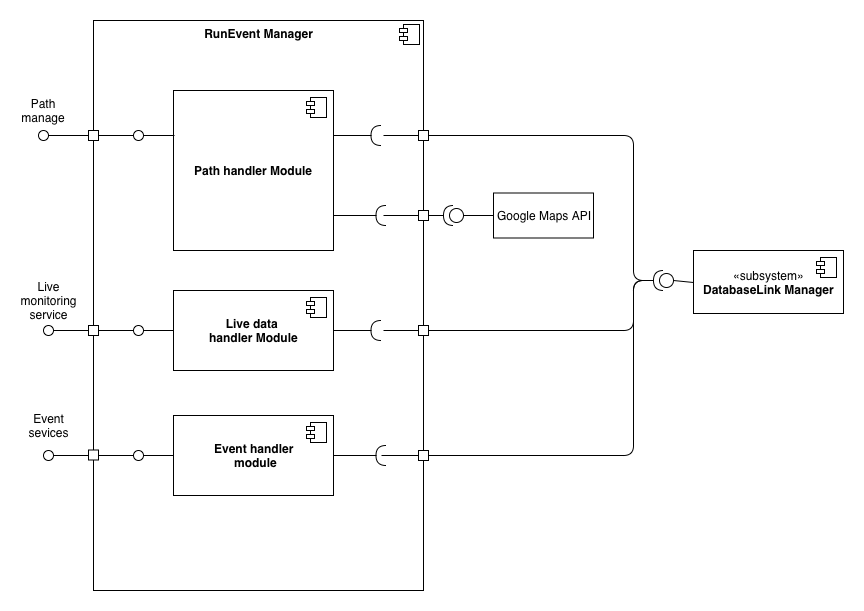 RunEvent Manager
Path
manage
Path handler Module
Google Maps API
«subsystem»
DatabaseLink Manager
Live
monitoring
service
Live data
handler Module
Event
sevices
Event handler
module